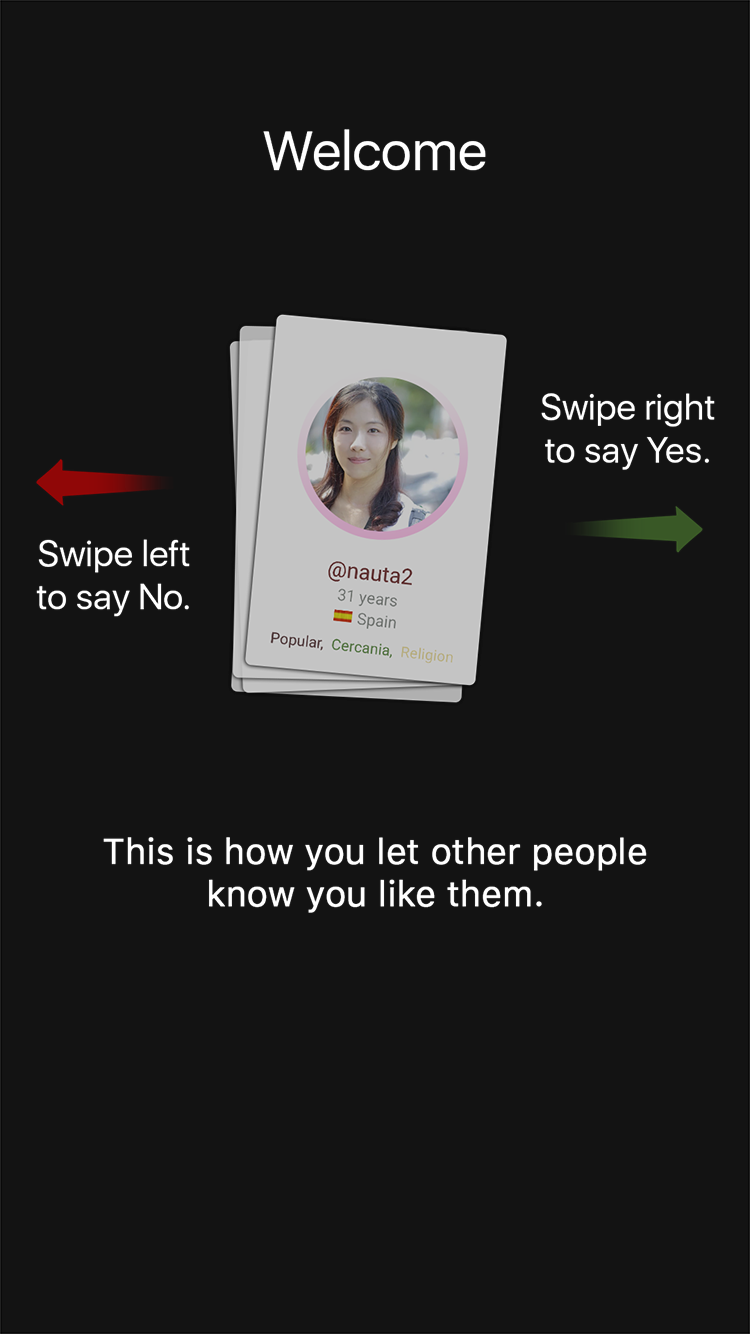 Welcome
Swipe right
to say Yes.
Swipe left
to say No.
@nauta2
31 years
Spain
Popular, Cercania, Religion
This is how you let other people
know you like them.